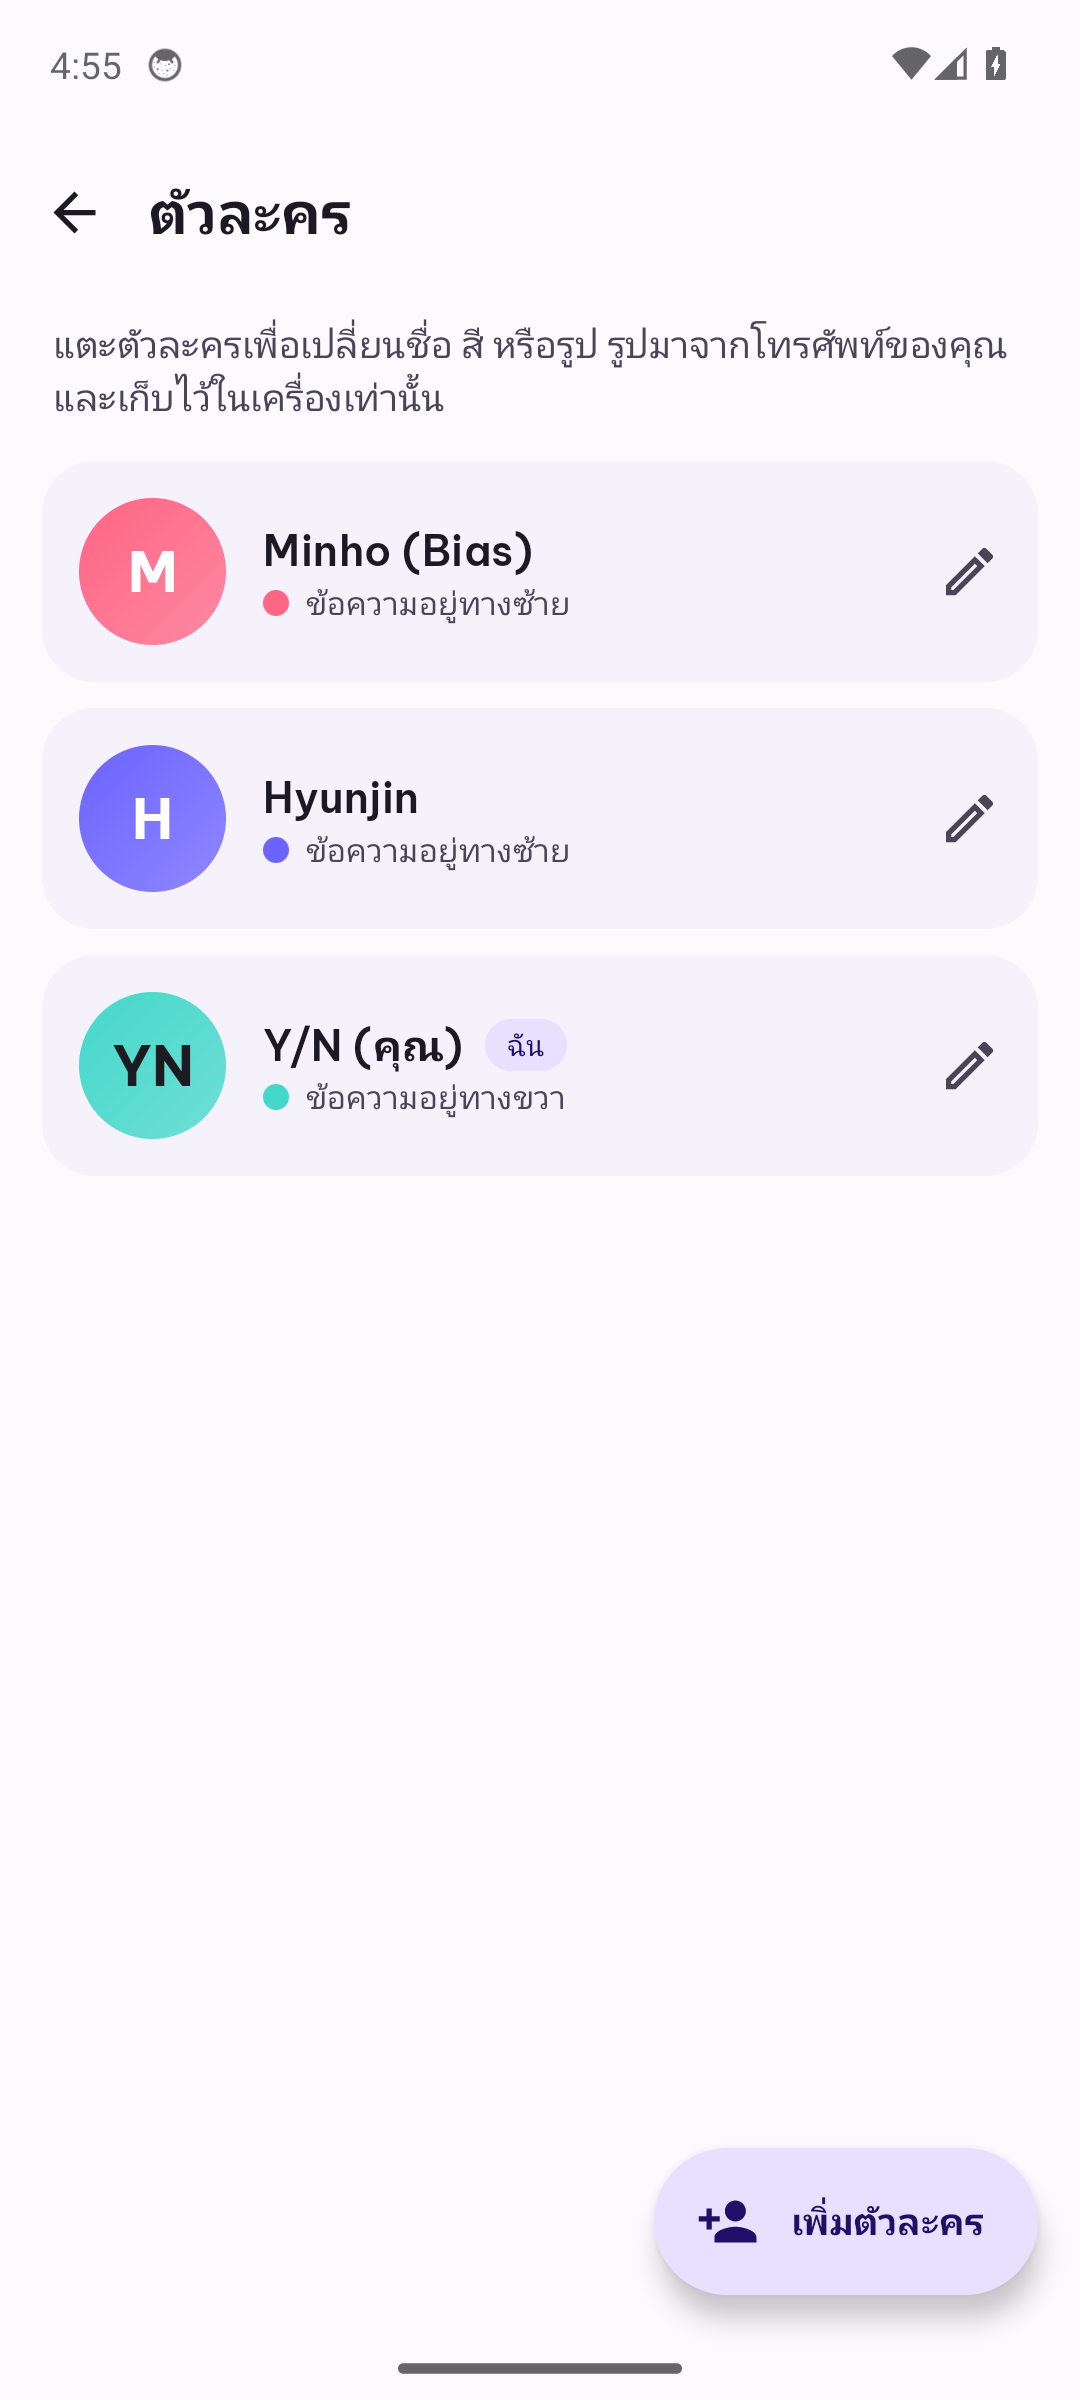 4:55
ตัวละคร
แตะตัวละครเพื่อเปลี่ยนชื่อ สี หรือรูป รูปมาจากโทรศัพท์ของคุณ
และเก็บไว้ในเครื่องเท่านั้น
M
Minho (Bias)
ข้อความอยู่ทางซ้าย
H
Hyunjin
ข้อความอยู่ทางซ้าย
YN
Y/N (คุณ) ฉัน
ข้อความอยู่ทางขวา
เพิ่มตัวละคร